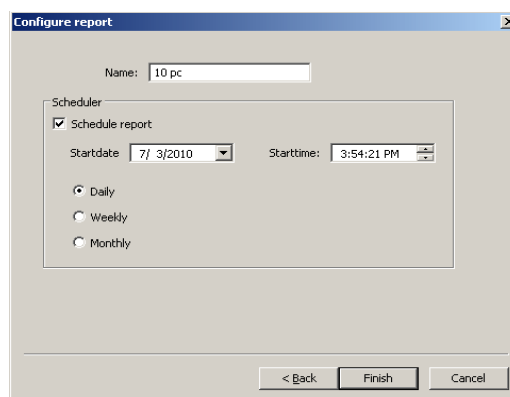 Configure report
Name: 10 pc
Scheduler
Schedule report
Startdate 7/ 3/2010 Starttime: 3:54:21 PM
Daily
Weekly
Monthly
< Back Finish Cancel